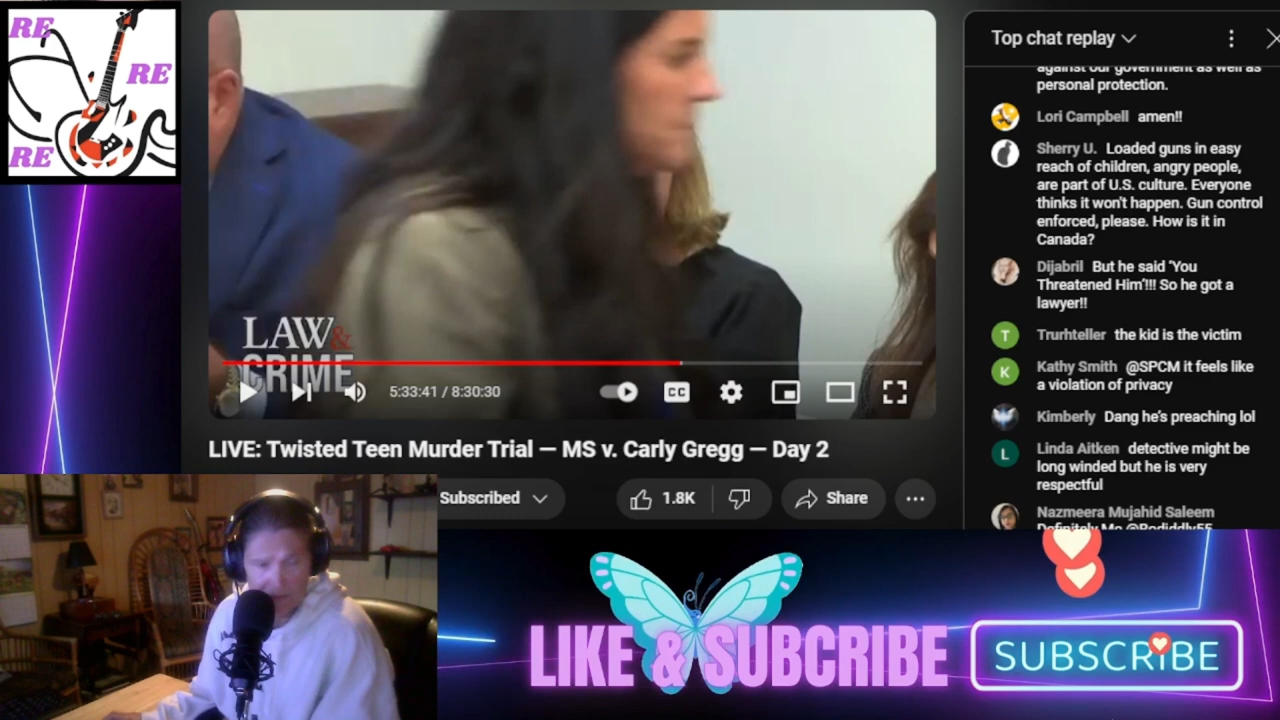 RE
RE
RE
LAW&
CRIME
5:33:41 / 8:30:30
CC
LIVE: Twisted Teen Murder Trial — MS v. Carly Gregg — Day 2
Subscribed
1.8K
Share
Top chat replay
against our government as well as
personal protection.
Lori Campbell amen!!
Sherry U. Loaded guns in easy
reach of children, angry people,
are part of U.S. culture. Everyone
thinks it won't happen. Gun control
enforced, please. How is it in
Canada?
Dijabril But he said 'You
Threatened Him'!!! So he got a
lawyer!!
T
Trurhteller the kid is the victim
K
Kathy Smith @SPCM it feels like
a violation of privacy
Kimberly Dang he's preaching lol
L
Linda Aitken detective might be
long winded but he is very
respectful
Nazmeera Mujahid Saleem
LIKE & SUBCRIBE
SUBSCRIBE